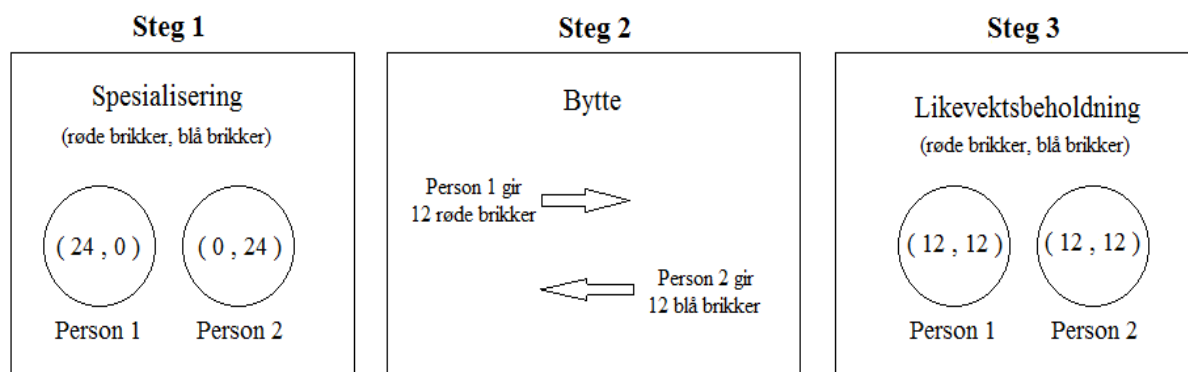 Steg 1
Spesialisering
(røde brikker, blå brikker)
( 24 , 0 )
( 0 , 24 )
Person 1
Person 2
Steg 2
Bytte
Person 1 gir
12 røde brikker
Person 2 gir
12 blå brikker
Steg 3
Likevektsbeholdning
(røde brikker, blå brikker)
( 12 , 12 )
( 12 , 12 )
Person 1
Person 2